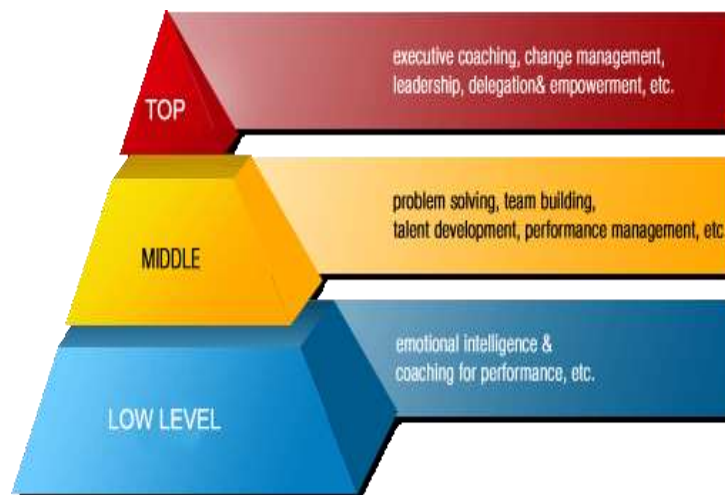 TOP
executive coaching, change management,
leadership, delegation& empowerment, etc.
MIDDLE
problem solving, team building,
talent development, performance management, etc
LOW LEVEL
emotional intelligence &
coaching for performance, etc.